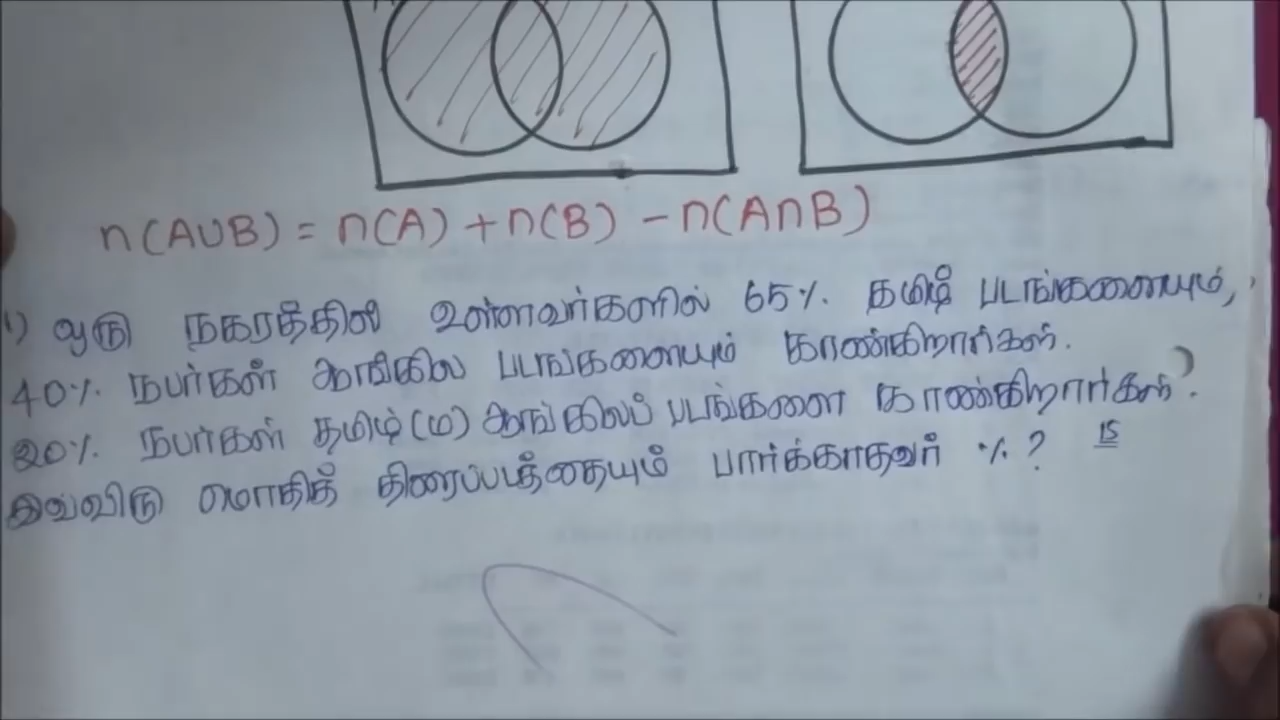 n(A∪B) = n(A) + n(B) - n(A∩B)
1) ஒரு நகரத்தில் உள்ளவர்களில் 65%. தமிழ் படங்களையும்,
40%. நபர்கள் ஆங்கில படங்களையும் காண்கிறார்கள்.
20%. நபர்கள் தமிழ் (ம) ஆங்கிலப் படங்களை காண்கிறார்கள்.
இவ்விரு மொழித் திரைப்படத்தையும் பார்க்காதவர் %? 15